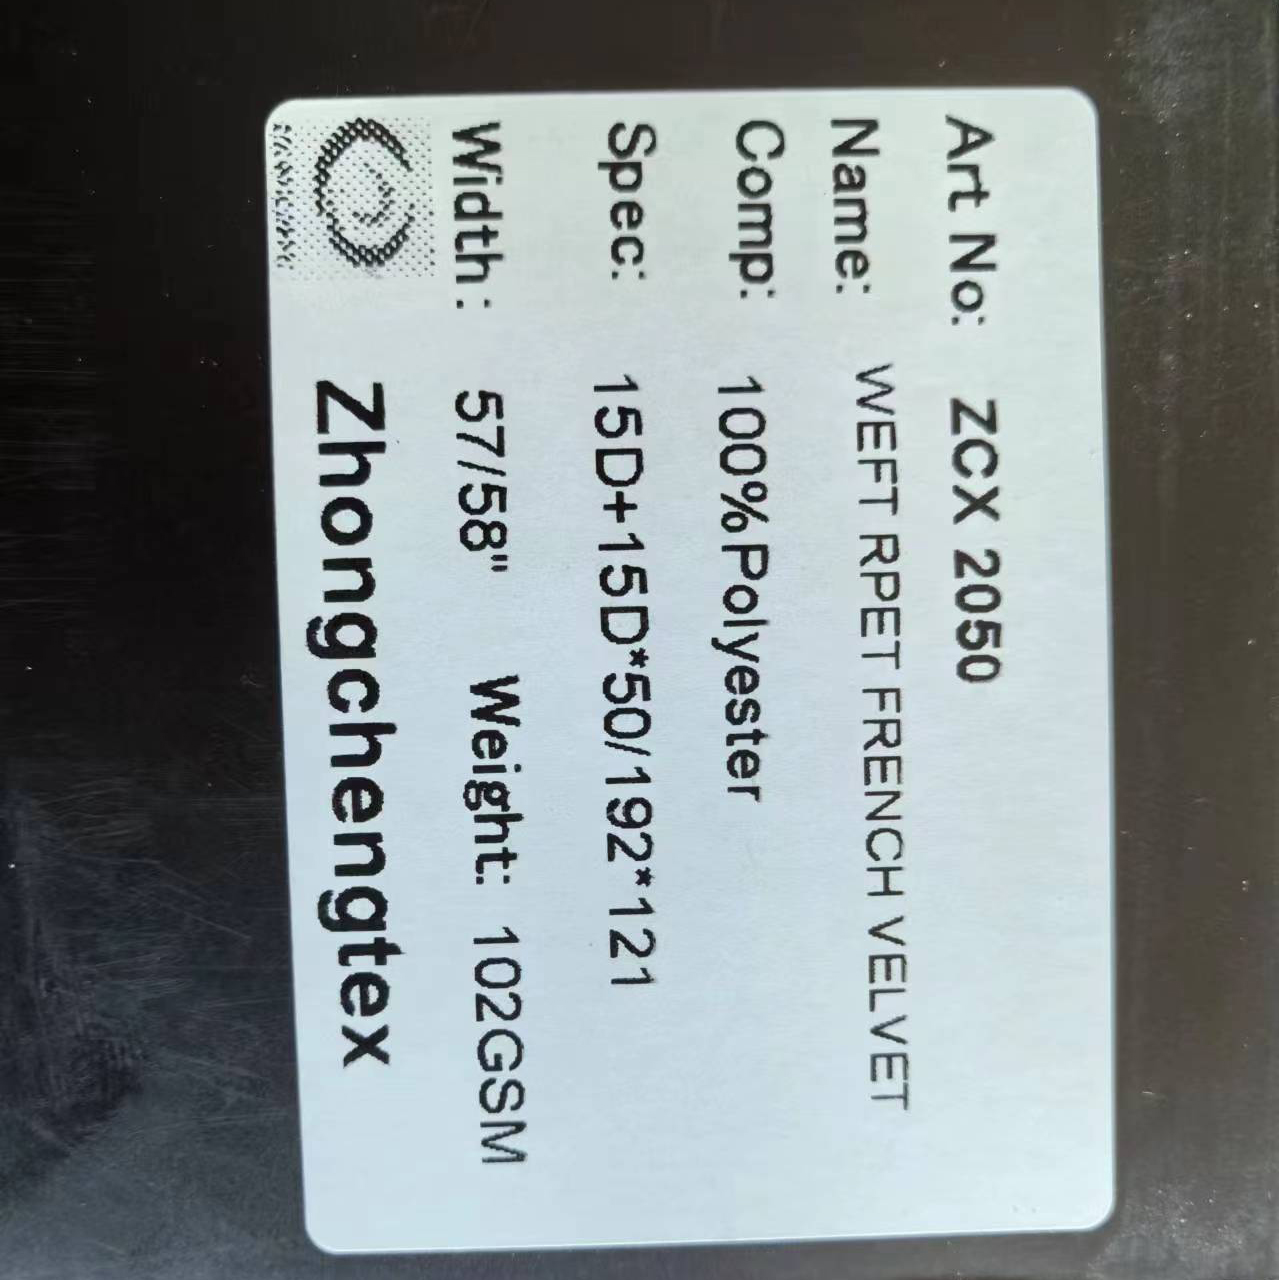 Art No: ZCX 2050
Name: WEFT RPET FRENCH VELVET
Comp: 100%Polyester
Spec: 15D+15D*50/192*121
Width: 57/58" Weight: 102GSM
Zhongchengtex